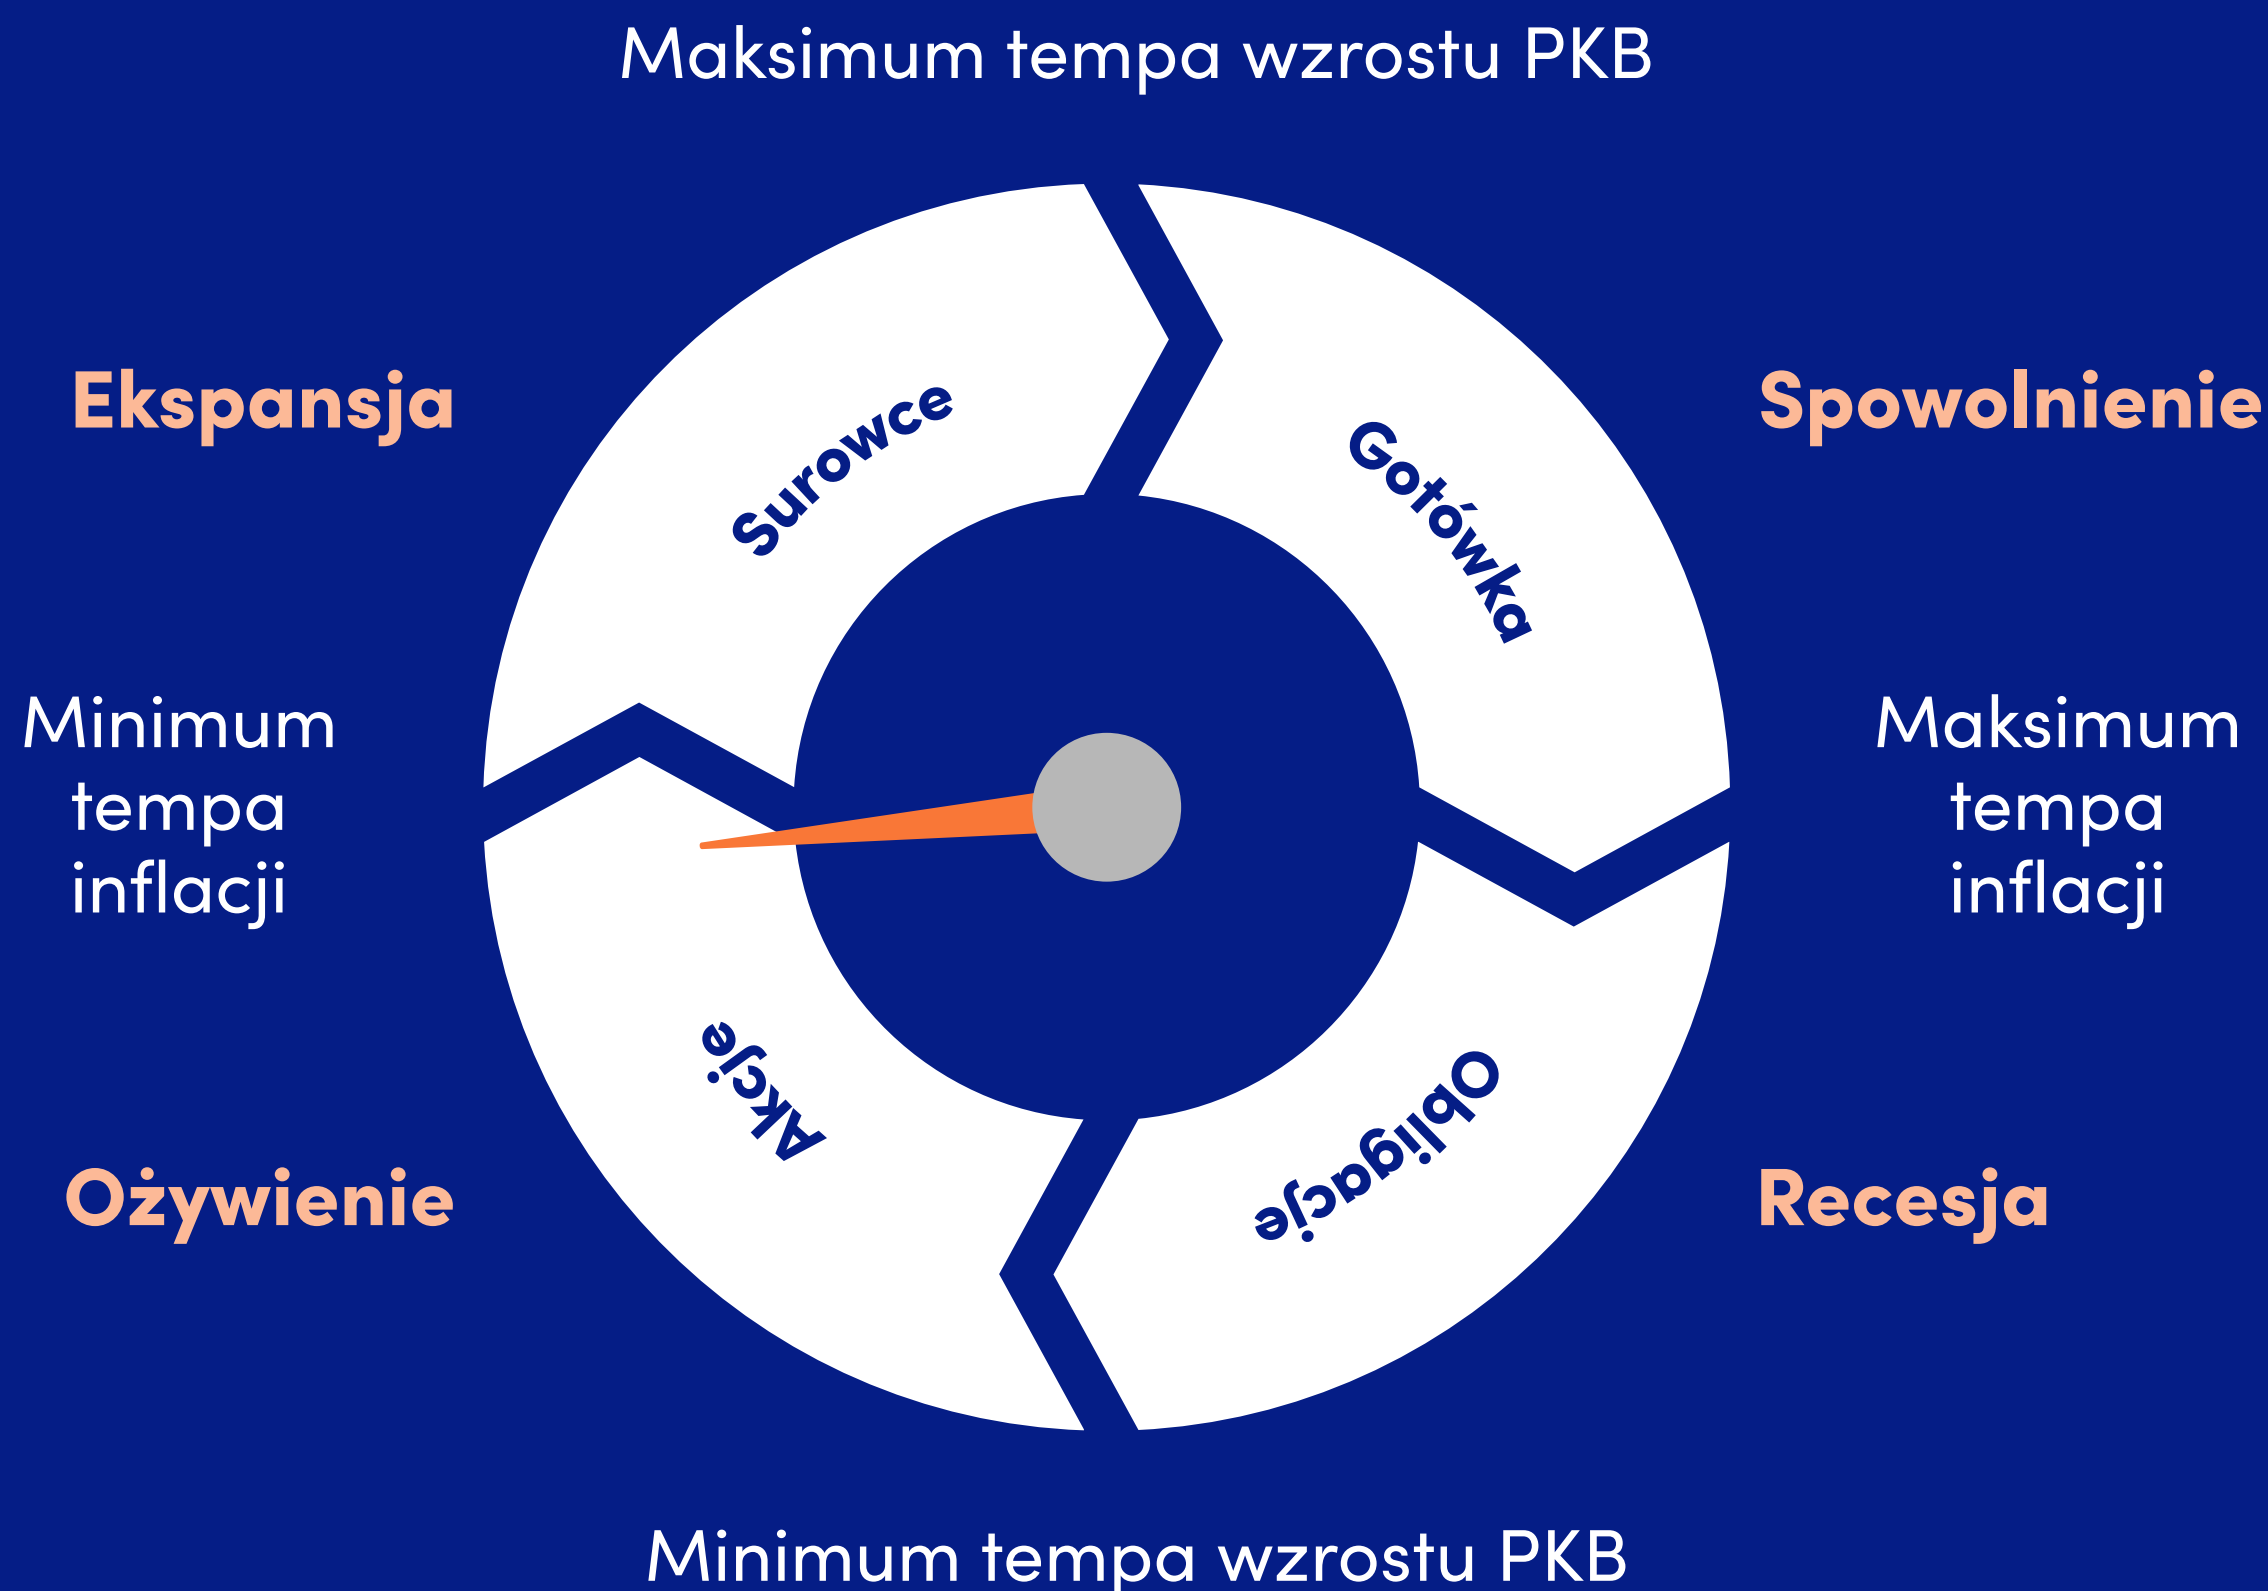 Maksimum tempa wzrostu PKB
Ekspansja
Surowce
Gotówka
Spowolnienie
Minimum
tempa
inflacji
Maksimum
tempa
inflacji
Ożywienie
Akcje
Obligacje
Recesja
Minimum tempa wzrostu PKB